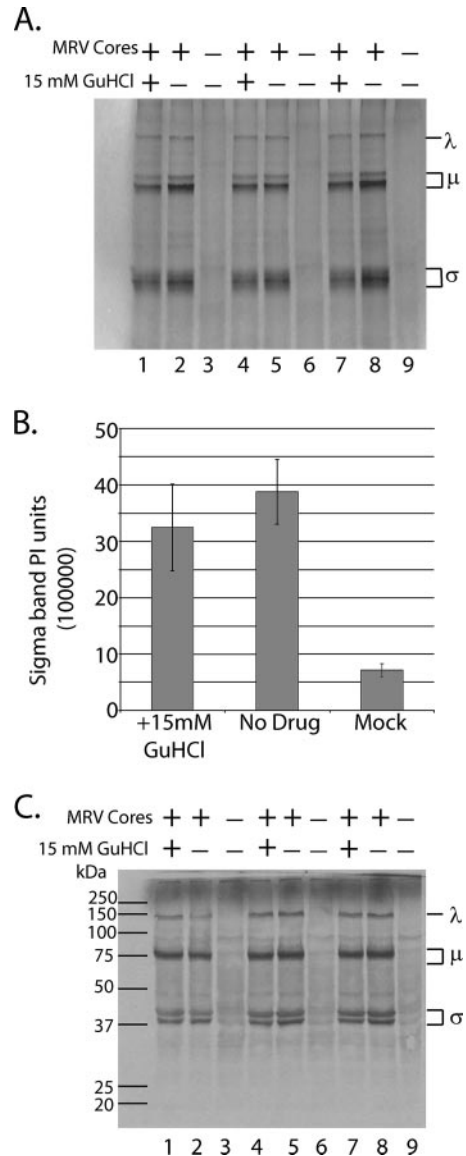 A.
MRV Cores + + – + + – + + –
15 mM GuHCl + – – + – – + – –
λ
μ
σ
1 2 3 4 5 6 7 8 9
B.
Sigma band PI units
(100000)
50
40
30
20
10
0
+15mM GuHCl No Drug Mock
C.
MRV Cores + + – + + – + + –
15 mM GuHCl + – – + – – + – –
kDa
250
150
100
75
50
37
25
20
λ
μ
σ
1 2 3 4 5 6 7 8 9